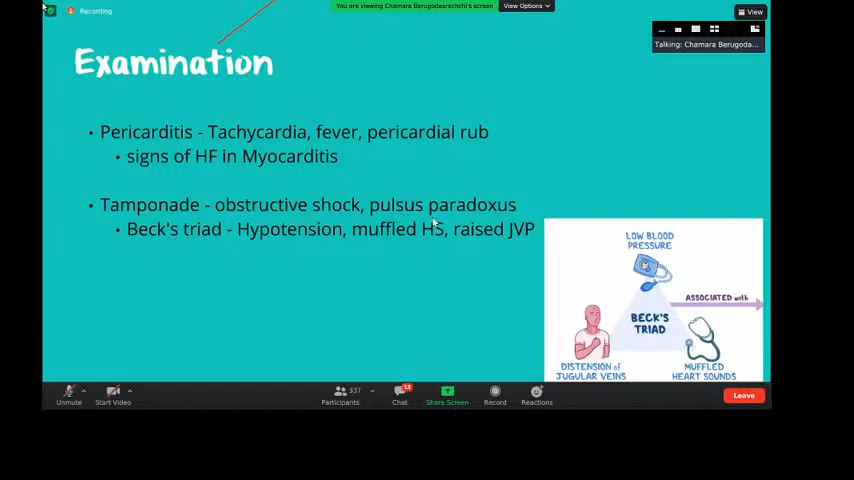 Recording
You are viewing Chamara Berugodaarachchi's screen
View Options
View
Talking: Chamara Berugoda...
Examination
• Pericarditis - Tachycardia, fever, pericardial rub
• signs of HF in Myocarditis
• Tamponade - obstructive shock, pulsus paradoxus
• Beck's triad - Hypotension, muffled HS, raised JVP
LOW BLOOD
PRESSURE
ASSOCIATED with
BECK'S
TRIAD
DISTENSION of
JUGULAR VEINS
MUFFLED
HEART SOUNDS
Unmute
Start Video
337
Participants
33
Chat
Share Screen
Record
Reactions
Leave